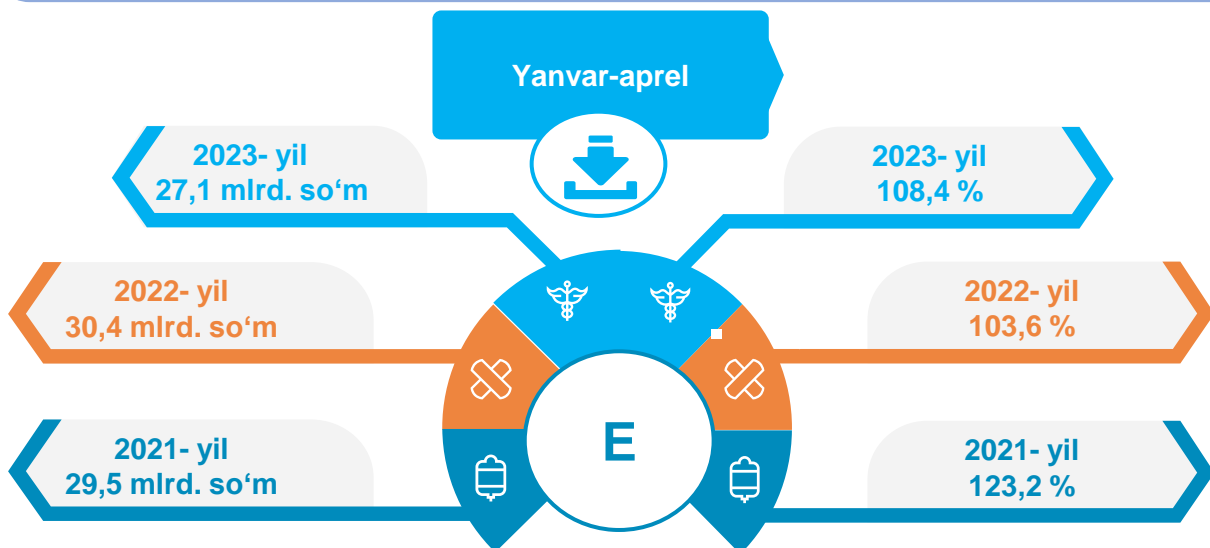 Yanvar-aprel
2023- yil
27,1 mlrd. so‘m
2023- yil
108,4 %
2022- yil
30,4 mlrd. so‘m
2022- yil
103,6 %
E
2021- yil
29,5 mlrd. so‘m
2021- yil
123,2 %